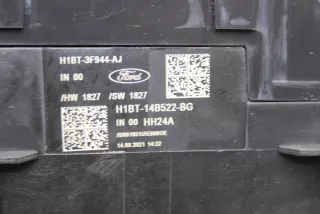 H1BT-3F944-AJ
IN 00
Ford
/HW 1827 /SW 1827
H1BT-14B522-BG
IN 00 HH24A
14.09.2021 14:22